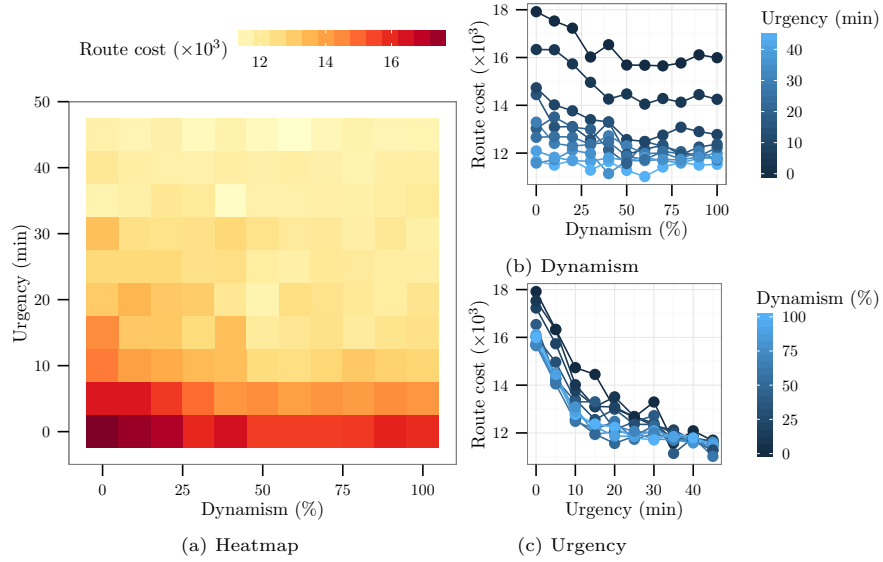 Route cost (×10³)
12 14 16
50
40
30
20
10
0
Urgency (min)
0 25 50 75 100
Dynamism (%)
(a) Heatmap
18
16
14
12
Route cost (×10³)
0 25 50 75 100
Dynamism (%)
Urgency (min)
40
30
20
10
0
(b) Dynamism
18
16
14
12
Route cost (×10³)
0 10 20 30 40
Urgency (min)
Dynamism (%)
100
75
50
25
0
(c) Urgency